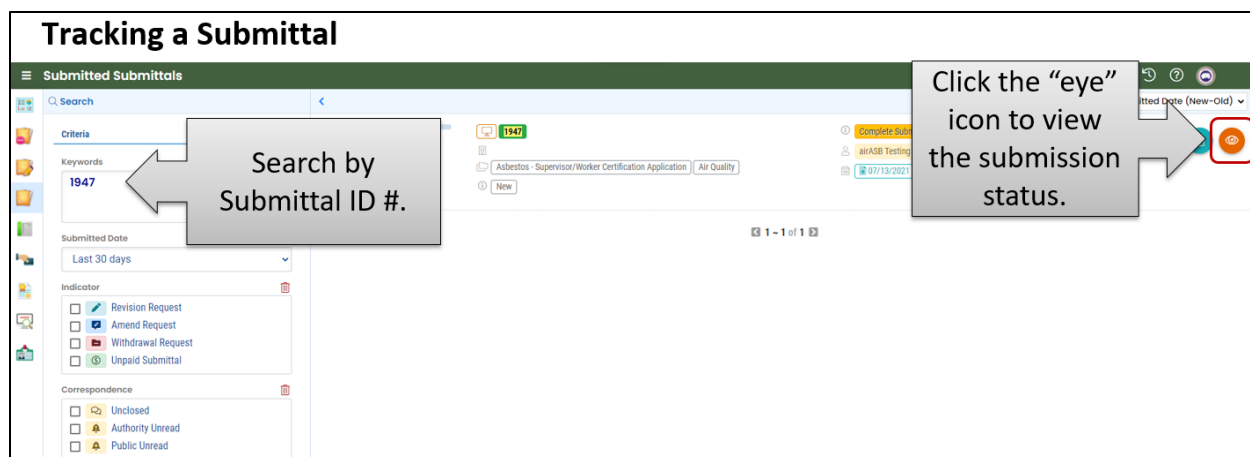 Tracking a Submittal
Submitted Submittals
Search
itted Date (New-Old)
Criteria
Keywords
1947
Search by
Submittal ID #.
1947
Asbestos - Supervisor/Worker Certification Application Air Quality
New
Complete Subm
airASB Testing
07/13/2021
Click the “eye”
icon to view
the submission
status.
Submitted Date
Last 30 days
1 ~ 1 of 1
Indicator
Revision Request
Amend Request
Withdrawal Request
Unpaid Submittal
Correspondence
Unclosed
Authority Unread
Public Unread